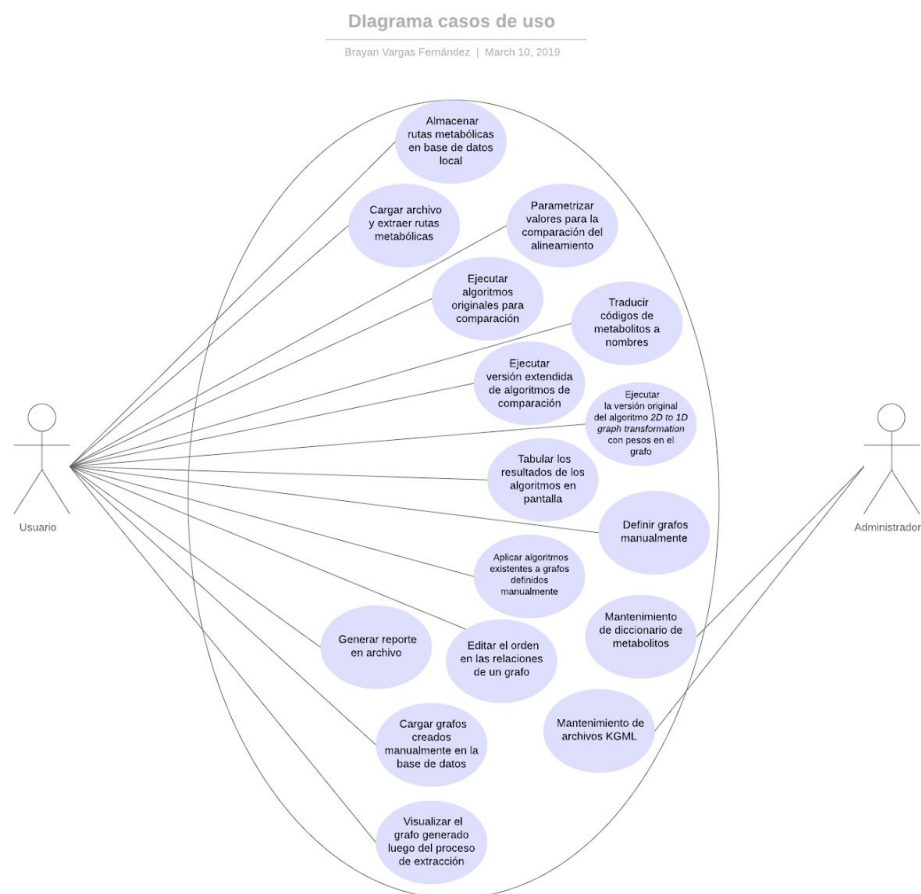 DIagrama casos de uso
Brayan Vargas Fernández | March 10, 2019
Almacenar
rutas metabólicas
en base de datos
local
Cargar archivo
y extraer rutas
metabólicas
Parametrizar
valores para la
comparación del
alineamiento
Ejecutar
algoritmos
originales para
comparación
Traducir
códigos de
metabolitos a
nombres
Ejecutar
versión extendida
de algoritmos de
comparación
Ejecutar
la versión original
del algoritmo 2D to 1D
graph transformation
con pesos en el
grafo
Tabular los
resultados de los
algoritmos en
pantalla
Usuario
Administrador
Definir grafos
manualmente
Aplicar algoritmos
existentes a grafos
definidos
manualmente
Mantenimiento
de diccionario de
metabolitos
Generar reporte
en archivo
Editar el orden
en las relaciones
de un grafo
Mantenimiento de
archivos KGML
Cargar grafos
creados
manualmente en la
base de datos
Visualizar el
grafo generado
luego del proceso
de extracción